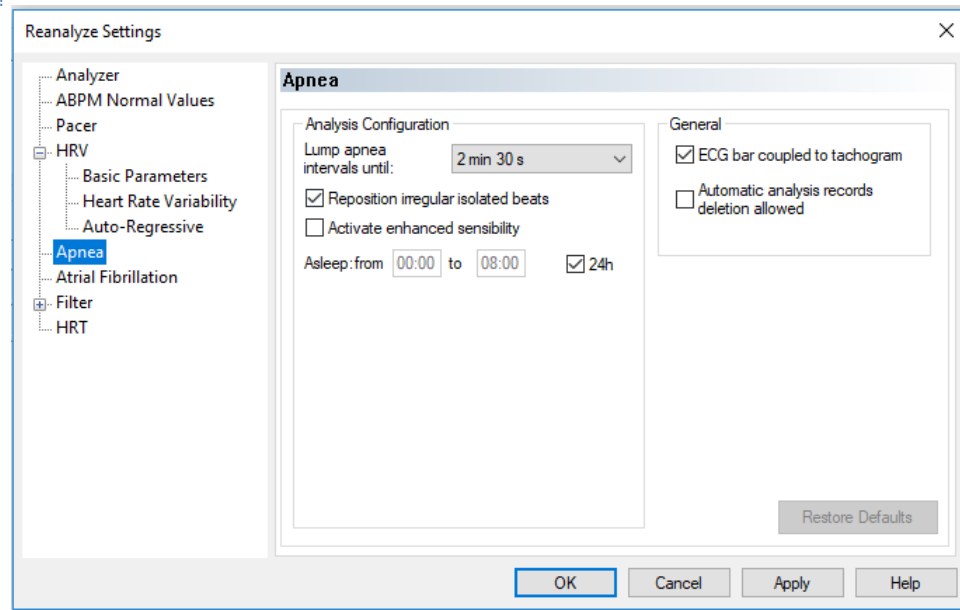 Reanalyze Settings
Analyzer
ABPM Normal Values
Pacer
HRV
Basic Parameters
Heart Rate Variability
Auto-Regressive
Apnea
Atrial Fibrillation
Filter
HRT
Apnea
Analysis Configuration
Lump apnea
intervals until:
2 min 30 s
Reposition irregular isolated beats
Activate enhanced sensibility
Asleep: from 00:00 to 08:00 24h
General
ECG bar coupled to tachogram
Automatic analysis records
deletion allowed
Restore Defaults
OK Cancel Apply Help